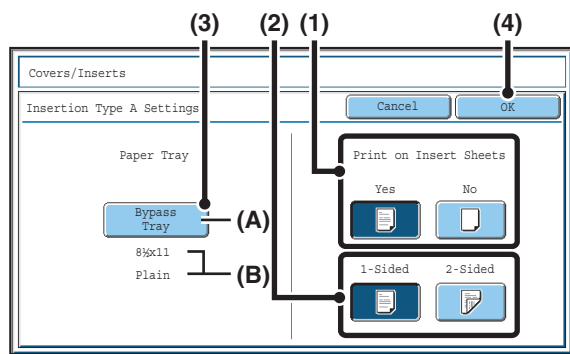 (3) (2) (1) (4)
Covers/Inserts
Insertion Type A Settings Cancel OK
Paper Tray Print on Insert Sheets
Yes No
Bypass
Tray (A)
8½x11 1-Sided 2-Sided
Plain (B)